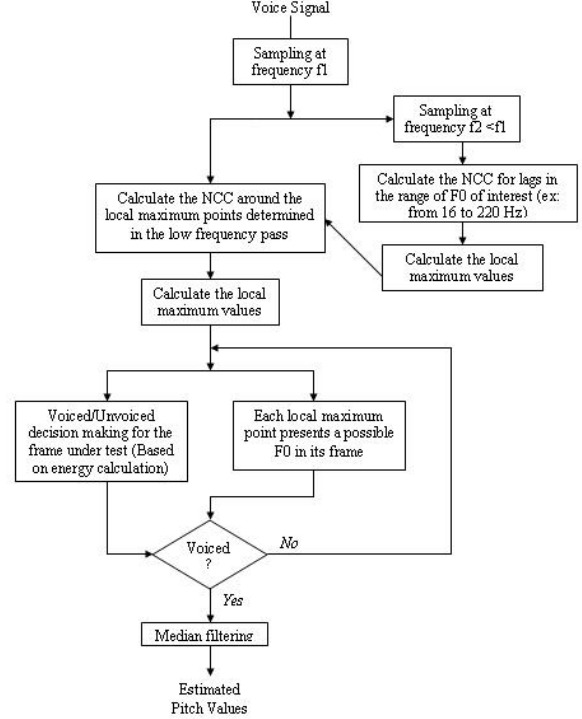 Voice Signal
Sampling at
frequency f1
Sampling at
frequency f2 <f1
Calculate the NCC for lags in
the range of F0 of interest (ex:
from 16 to 220 Hz)
Calculate the NCC around the
local maximum points determined
in the low frequency pass
Calculate the local
maximum values
Calculate the local
maximum values
Voiced/Unvoiced
decision making for the
frame under test (Based
on energy calculation)
Each local maximum
point presents a possible
F0 in its frame
Voiced
?
No
Yes
Median filtering
Estimated
Pitch Values